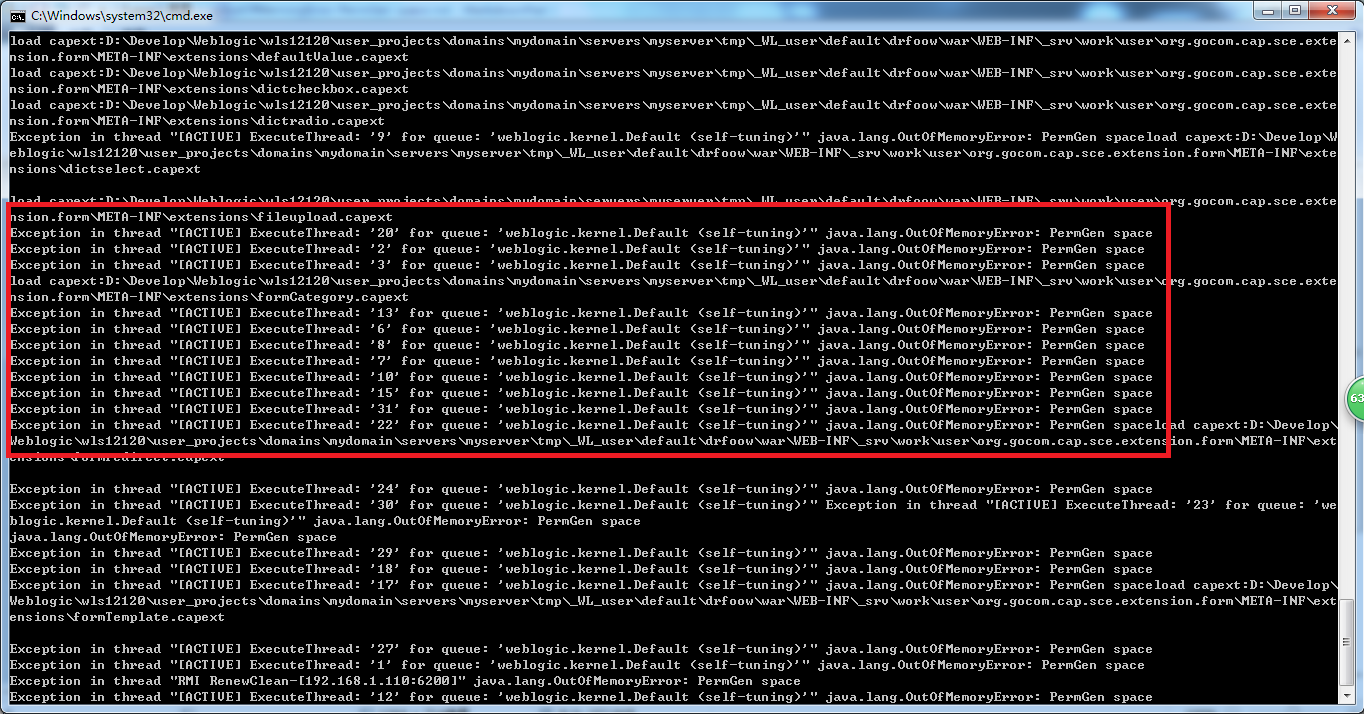 C:\Windows\system32\cmd.exe
load capext:D:\Develop\Weblogic\wls12120\user_projects\domains\mydomain\servers\myserver\tmp\_WL_user\default\drfoow\war\WEB-INF\_srv\work\user\org.gocom.cap.sce.exte
nsion.form\META-INF\extensions\defaultValue.capext
load capext:D:\Develop\Weblogic\wls12120\user_projects\domains\mydomain\servers\myserver\tmp\_WL_user\default\drfoow\war\WEB-INF\_srv\work\user\org.gocom.cap.sce.exte
nsion.form\META-INF\extensions\dictcheckbox.capext
load capext:D:\Develop\Weblogic\wls12120\user_projects\domains\mydomain\servers\myserver\tmp\_WL_user\default\drfoow\war\WEB-INF\_srv\work\user\org.gocom.cap.sce.exte
nsion.form\META-INF\extensions\dictradio.capext
Exception in thread "[ACTIVE] ExecuteThread: '9' for queue: 'weblogic.kernel.Default (self-tuning)'" java.lang.OutOfMemoryError: PermGen spaceload capext:D:\Develop\W
eblogic\wls12120\user_projects\domains\mydomain\servers\myserver\tmp\_WL_user\default\drfoow\war\WEB-INF\_srv\work\user\org.gocom.cap.sce.extension.form\META-INF\exte
nsions\dictselect.capext
load capext:D:\Develop\Weblogic\wls12120\user_projects\domains\mydomain\servers\myserver\tmp\_WL_user\default\drfoow\war\WEB-INF\_srv\work\user\org.gocom.cap.sce.exte
nsion.form\META-INF\extensions\fileupload.capext
Exception in thread "[ACTIVE] ExecuteThread: '20' for queue: 'weblogic.kernel.Default (self-tuning)'" java.lang.OutOfMemoryError: PermGen space
Exception in thread "[ACTIVE] ExecuteThread: '2' for queue: 'weblogic.kernel.Default (self-tuning)'" java.lang.OutOfMemoryError: PermGen space
Exception in thread "[ACTIVE] ExecuteThread: '3' for queue: 'weblogic.kernel.Default (self-tuning)'" java.lang.OutOfMemoryError: PermGen space
load capext:D:\Develop\Weblogic\wls12120\user_projects\domains\mydomain\servers\myserver\tmp\_WL_user\default\drfoow\war\WEB-INF\_srv\work\user\org.gocom.cap.sce.exte
nsion.form\META-INF\extensions\formCategory.capext
Exception in thread "[ACTIVE] ExecuteThread: '13' for queue: 'weblogic.kernel.Default (self-tuning)'" java.lang.OutOfMemoryError: PermGen space
Exception in thread "[ACTIVE] ExecuteThread: '6' for queue: 'weblogic.kernel.Default (self-tuning)'" java.lang.OutOfMemoryError: PermGen space
Exception in thread "[ACTIVE] ExecuteThread: '8' for queue: 'weblogic.kernel.Default (self-tuning)'" java.lang.OutOfMemoryError: PermGen space
Exception in thread "[ACTIVE] ExecuteThread: '7' for queue: 'weblogic.kernel.Default (self-tuning)'" java.lang.OutOfMemoryError: PermGen space
Exception in thread "[ACTIVE] ExecuteThread: '10' for queue: 'weblogic.kernel.Default (self-tuning)'" java.lang.OutOfMemoryError: PermGen space
Exception in thread "[ACTIVE] ExecuteThread: '15' for queue: 'weblogic.kernel.Default (self-tuning)'" java.lang.OutOfMemoryError: PermGen space
Exception in thread "[ACTIVE] ExecuteThread: '31' for queue: 'weblogic.kernel.Default (self-tuning)'" java.lang.OutOfMemoryError: PermGen space
Exception in thread "[ACTIVE] ExecuteThread: '22' for queue: 'weblogic.kernel.Default (self-tuning)'" java.lang.OutOfMemoryError: PermGen spaceload capext:D:\Develop\
Weblogic\wls12120\user_projects\domains\mydomain\servers\myserver\tmp\_WL_user\default\drfoow\war\WEB-INF\_srv\work\user\org.gocom.cap.sce.extension.form\META-INF\ext
ensions\formredirect.capext
Exception in thread "[ACTIVE] ExecuteThread: '24' for queue: 'weblogic.kernel.Default (self-tuning)'" java.lang.OutOfMemoryError: PermGen space
Exception in thread "[ACTIVE] ExecuteThread: '30' for queue: 'weblogic.kernel.Default (self-tuning)'" Exception in thread "[ACTIVE] ExecuteThread: '23' for queue: 'we
blogic.kernel.Default (self-tuning)'" java.lang.OutOfMemoryError: PermGen space
java.lang.OutOfMemoryError: PermGen space
Exception in thread "[ACTIVE] ExecuteThread: '29' for queue: 'weblogic.kernel.Default (self-tuning)'" java.lang.OutOfMemoryError: PermGen space
Exception in thread "[ACTIVE] ExecuteThread: '18' for queue: 'weblogic.kernel.Default (self-tuning)'" java.lang.OutOfMemoryError: PermGen space
Exception in thread "[ACTIVE] ExecuteThread: '17' for queue: 'weblogic.kernel.Default (self-tuning)'" java.lang.OutOfMemoryError: PermGen spaceload capext:D:\Develop\
Weblogic\wls12120\user_projects\domains\mydomain\servers\myserver\tmp\_WL_user\default\drfoow\war\WEB-INF\_srv\work\user\org.gocom.cap.sce.extension.form\META-INF\ext
ensions\formTemplate.capext
Exception in thread "[ACTIVE] ExecuteThread: '27' for queue: 'weblogic.kernel.Default (self-tuning)'" java.lang.OutOfMemoryError: PermGen space
Exception in thread "[ACTIVE] ExecuteThread: '1' for queue: 'weblogic.kernel.Default (self-tuning)'" java.lang.OutOfMemoryError: PermGen space
Exception in thread "RMI RenewClean-[192.168.1.110:6200]" java.lang.OutOfMemoryError: PermGen space
Exception in thread "[ACTIVE] ExecuteThread: '12' for queue: 'weblogic.kernel.Default (self-tuning)'" java.lang.OutOfMemoryError: PermGen space
63